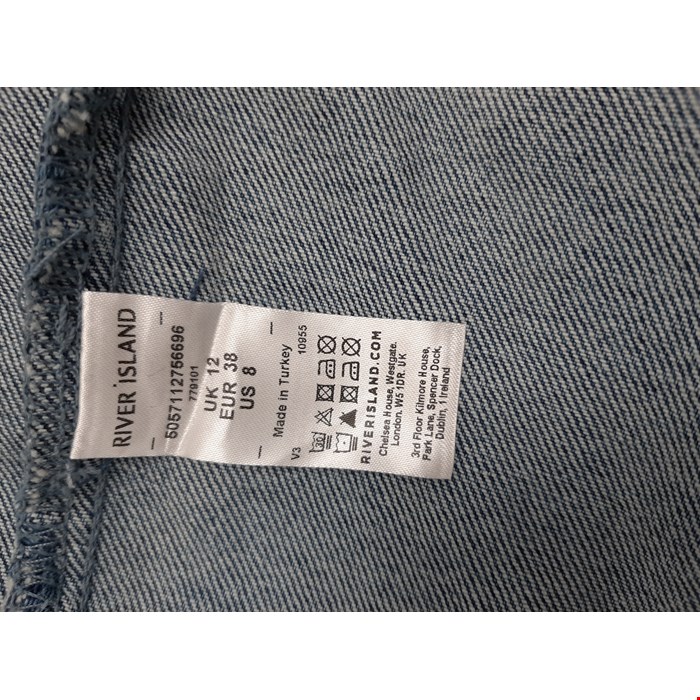 RIVER ISLAND
5057112756696
779101
UK 12
EUR 38
US 8
Made in Turkey
V3 10955
30
RIVERISLAND.COM
Chelsea House, Westgate.
London. W5 1DR. UK
3rd Floor Kilmore House,
Park Lane, Spencer Dock,
Dublin, 1 Ireland